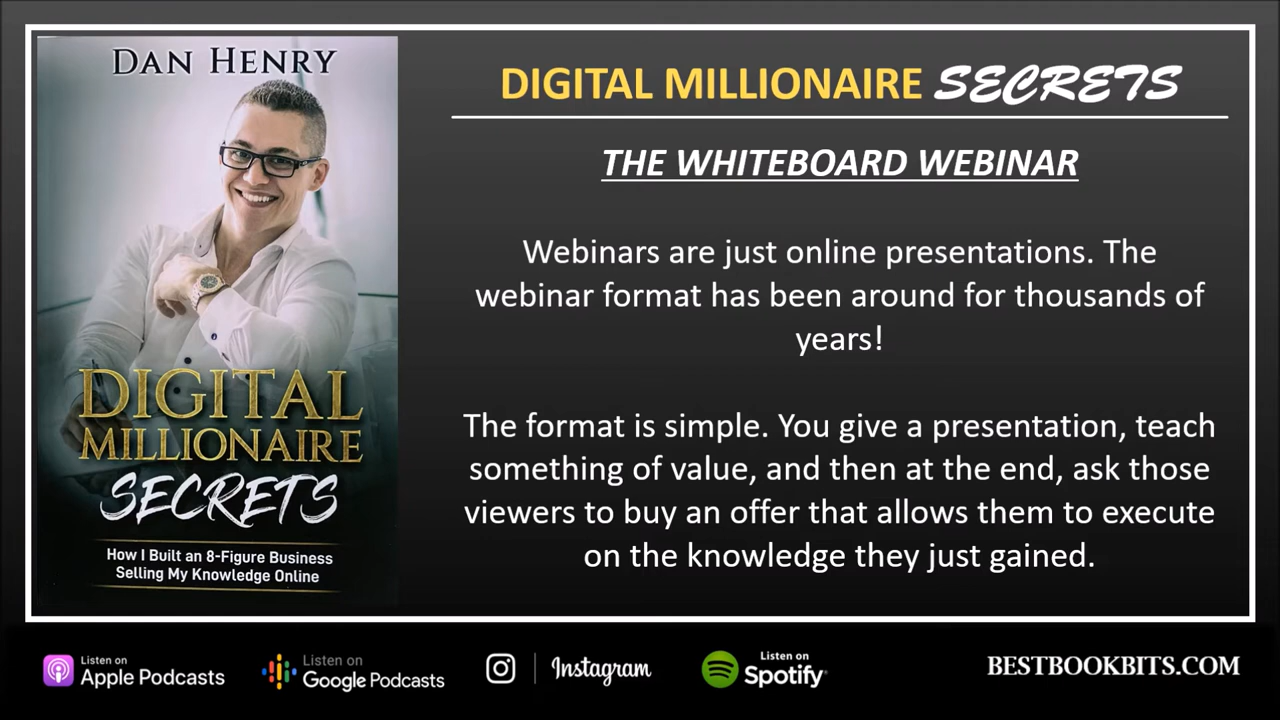 DAN HENRY
DIGITAL
MILLIONAIRE
SECRETS
How I Built an 8-Figure Business
Selling My Knowledge Online
DIGITAL MILLIONAIRE SECRETS
THE WHITEBOARD WEBINAR
Webinars are just online presentations. The
webinar format has been around for thousands of
years!
The format is simple. You give a presentation, teach
something of value, and then at the end, ask those
viewers to buy an offer that allows them to execute
on the knowledge they just gained.
Listen on
Apple Podcasts
Listen on
Google Podcasts
Instagram
Listen on
Spotify
BESTBOOKBITS.COM